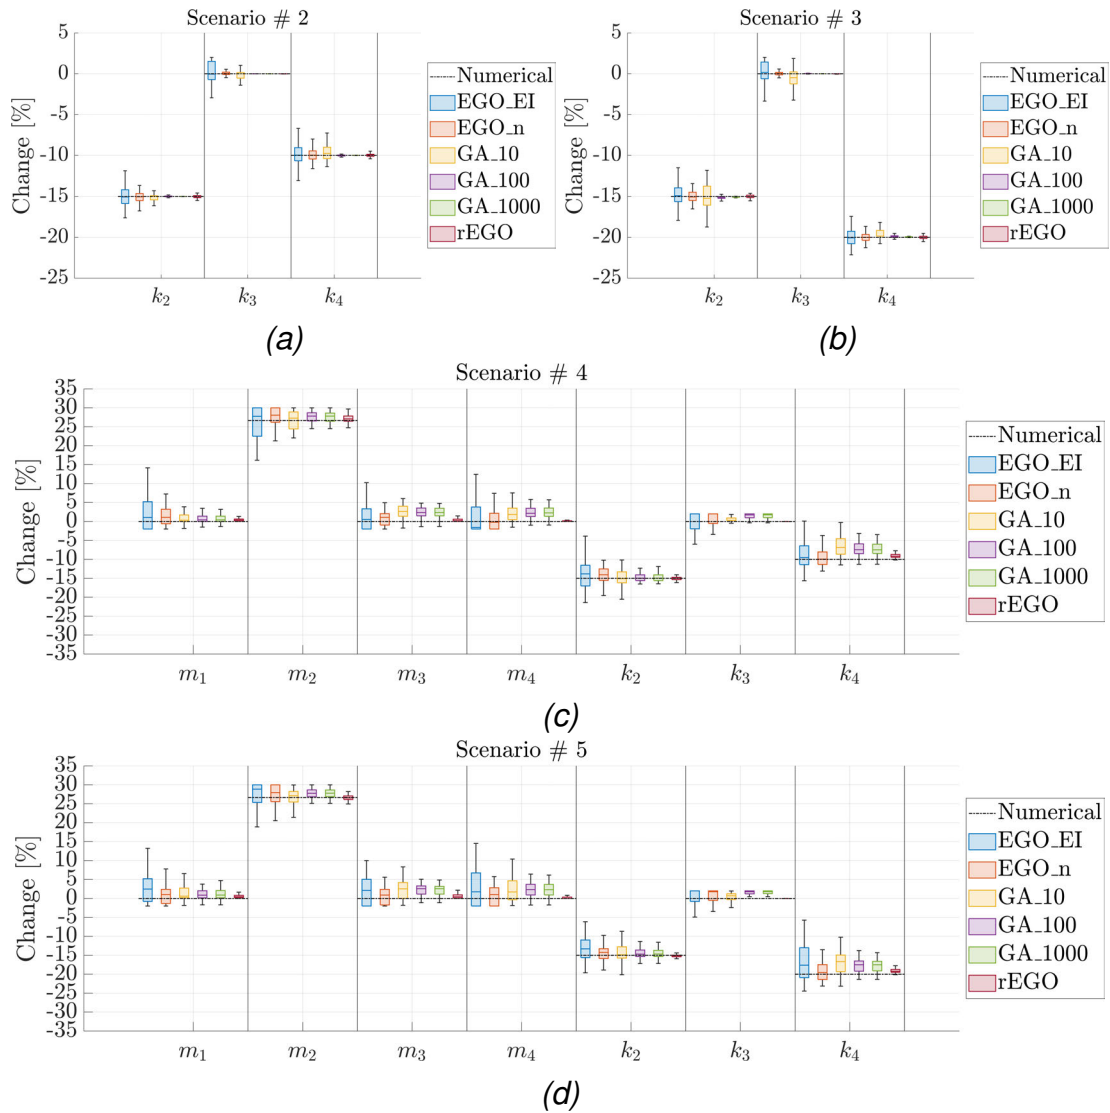 Scenario # 2
Change [%]
5
0
-5
-10
-15
-20
-25
k2
k3
k4
Numerical
EGO_EI
EGO_n
GA_10
GA_100
GA_1000
rEGO
(a)
Scenario # 3
Change [%]
5
0
-5
-10
-15
-20
-25
k2
k3
k4
Numerical
EGO_EI
EGO_n
GA_10
GA_100
GA_1000
rEGO
(b)
Scenario # 4
Change [%]
35
30
25
20
15
10
5
0
-5
-10
-15
-20
-25
-30
-35
m1
m2
m3
m4
k2
k3
k4
Numerical
EGO_EI
EGO_n
GA_10
GA_100
GA_1000
rEGO
(c)
Scenario # 5
Change [%]
35
30
25
20
15
10
5
0
-5
-10
-15
-20
-25
-30
-35
m1
m2
m3
m4
k2
k3
k4
Numerical
EGO_EI
EGO_n
GA_10
GA_100
GA_1000
rEGO
(d)